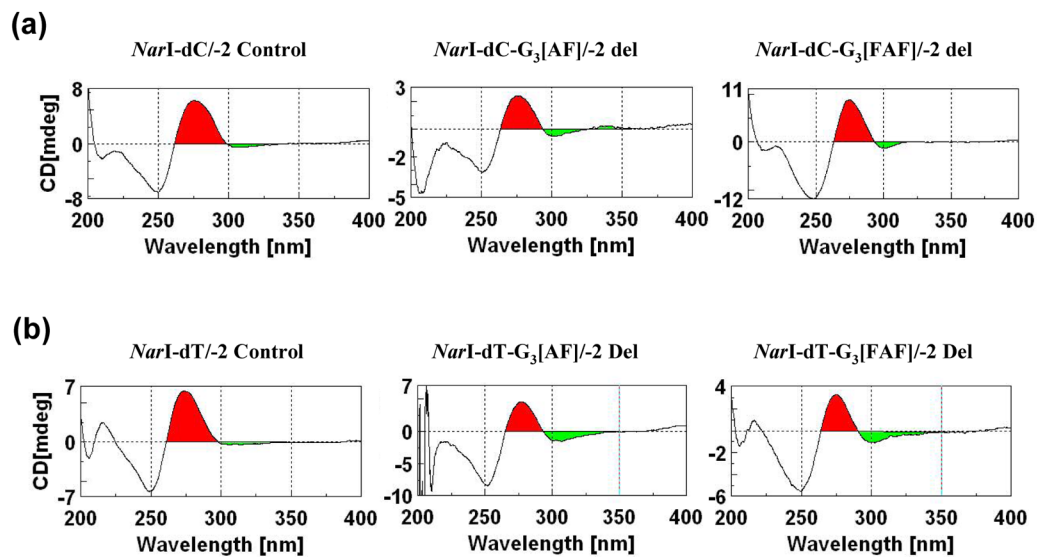 (a)
NarI-dC/-2 Control
NarI-dC-G3[AF]/-2 del
NarI-dC-G3[FAF]/-2 del
CD[mdeg]
8
0
-8
200 250 300 350 400
Wavelength [nm]
3
-2
-5
200 250 300 350 400
Wavelength [nm]
11
0
-12
200 250 300 350 400
Wavelength [nm]
(b)
NarI-dT/-2 Control
NarI-dT-G3[AF]/-2 Del
NarI-dT-G3[FAF]/-2 Del
CD[mdeg]
7
0
-7
200 250 300 350 400
Wavelength [nm]
7
0
-5
-10
200 250 300 350 400
Wavelength [nm]
4
0
-2
-6
200 250 300 350 400
Wavelength [nm]